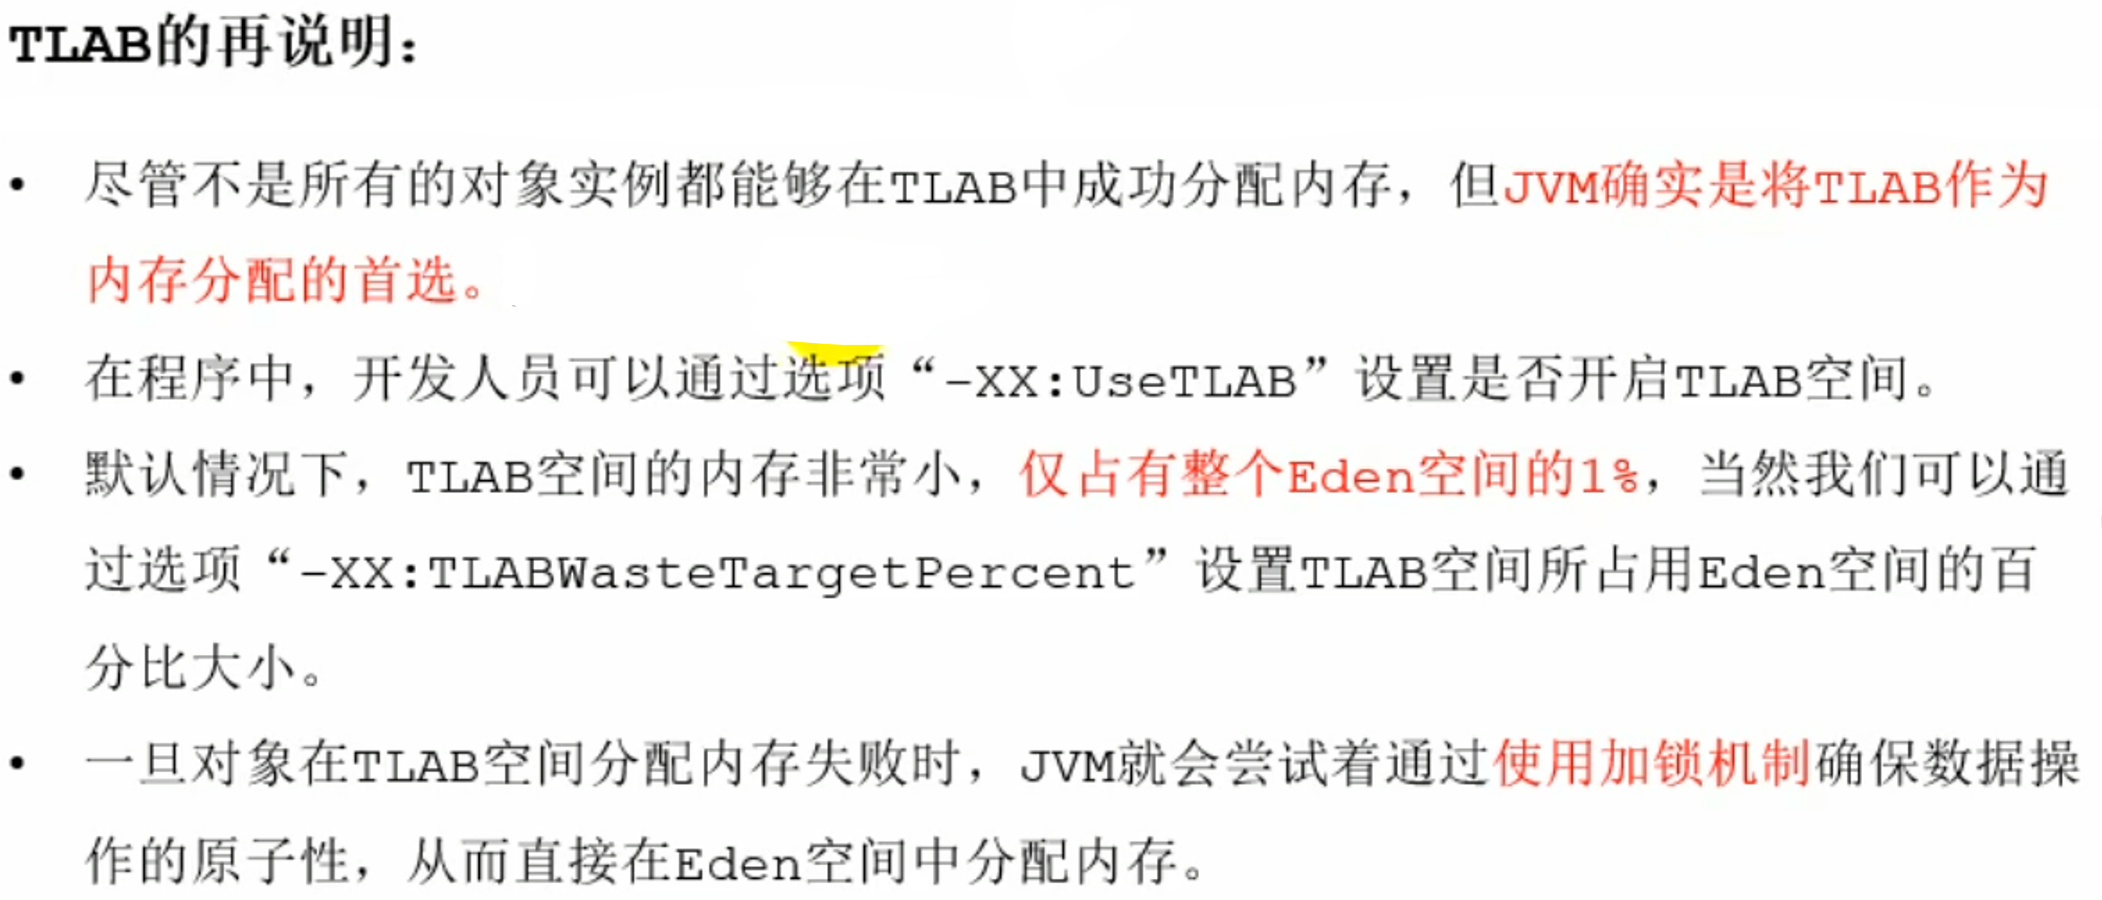 TLAB的再说明：
• 尽管不是所有的对象实例都能够在TLAB中成功分配内存，但JVM确实是将TLAB作为
内存分配的首选。
• 在程序中，开发人员可以通过选项“-XX:UseTLAB”设置是否开启TLAB空间。
• 默认情况下，TLAB空间的内存非常小，仅占有整个Eden空间的1%，当然我们可以通
过选项“-XX:TLABWasteTargetPercent”设置TLAB空间所占用Eden空间的百
分比大小。
• 一旦对象在TLAB空间分配内存失败时，JVM就会尝试着通过使用加锁机制确保数据操
作的原子性，从而直接在Eden空间中分配内存。